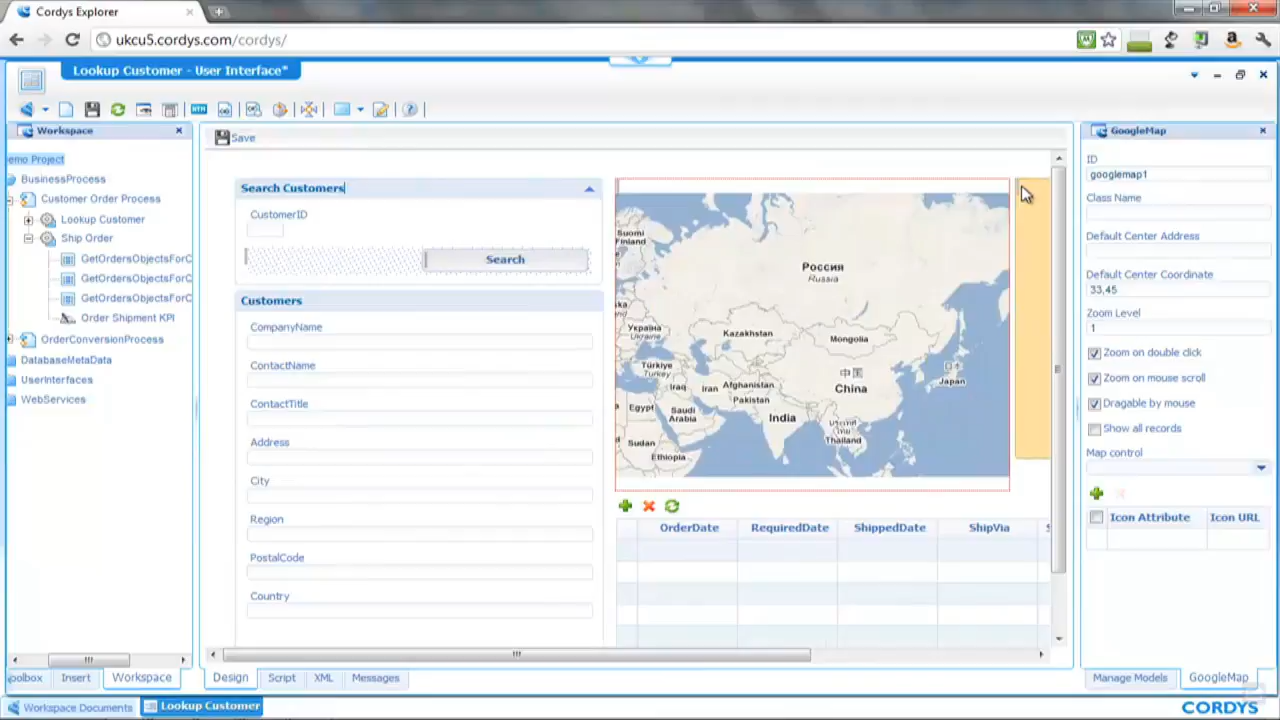 Cordys Explorer
ukcu5.cordys.com/cordys/
Lookup Customer - User Interface*
Workspace
Save
GoogleMap
emo Project
BusinessProcess
Customer Order Process
Lookup Customer
Ship Order
GetOrdersObjectsForC
GetOrdersObjectsForC
GetOrdersObjectsForC
Order Shipment KPI
OrderConversionProcess
DatabaseMetaData
UserInterfaces
WebServices
Search Customers
CustomerID
Search
Customers
CompanyName
ContactName
ContactTitle
Address
City
Region
PostalCode
Country
Suomi
Finland
Россия
Russia
Україна
Ukraine
Kazakhstan
Mongolia
Türkiye
Turkey
中国
China
日本
Japan
Iraq
Iran
Afghanistan
Pakistan
Egypt
Saudi
Arabia
India
Thailand
Sudan
Ethiopia
OrderDate RequiredDate ShippedDate ShipVia S
ID
googlemap1
Class Name
Default Center Address
Default Center Coordinate
33,45
Zoom Level
1
Zoom on double click
Zoom on mouse scroll
Dragable by mouse
Show all records
Map control
Icon Attribute Icon URL
oolbox Insert Workspace
Design Script XML Messages
Manage Models GoogleMap
Workspace Documents Lookup Customer
CORDYS